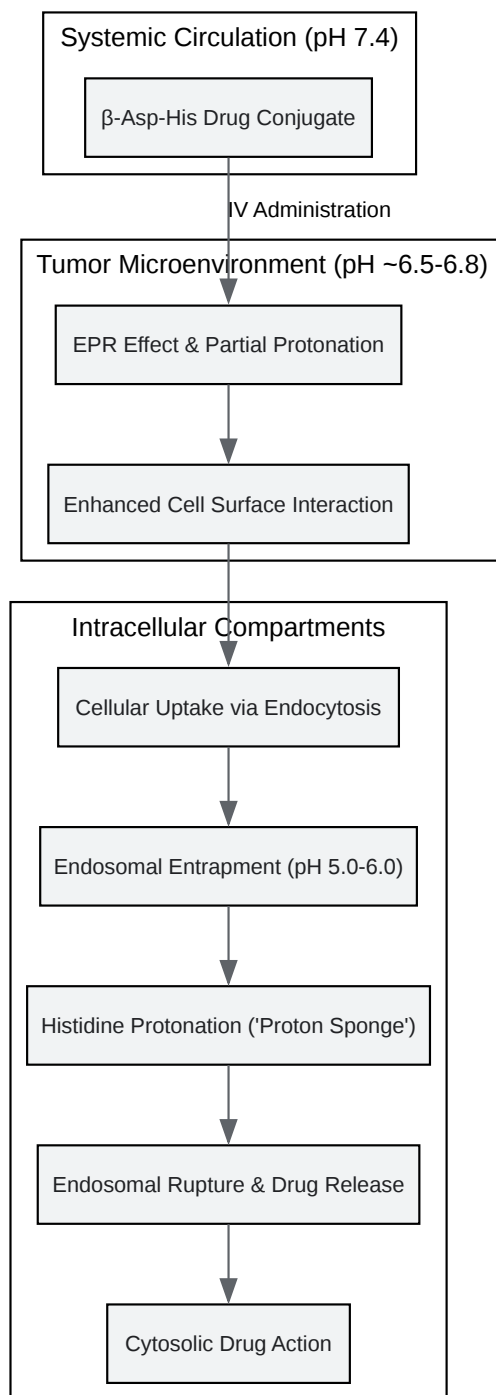 Systemic Circulation (pH 7.4)
β-Asp-His Drug Conjugate
IV Administration
Tumor Microenvironment (pH ~6.5-6.8)
EPR Effect & Partial Protonation
Enhanced Cell Surface Interaction
Intracellular Compartments
Cellular Uptake via Endocytosis
Endosomal Entrapment (pH 5.0-6.0)
Histidine Protonation ('Proton Sponge')
Endosomal Rupture & Drug Release
Cytosolic Drug Action